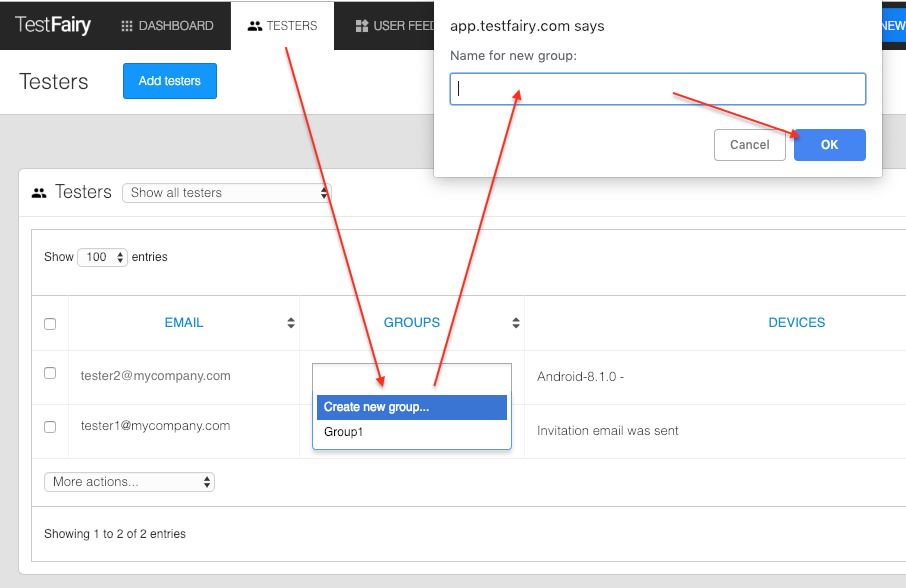 TestFairy
DASHBOARD
TESTERS
USER FEED
NEW
app.testfairy.com says
Name for new group:
Cancel
OK
Testers
Add testers
Testers
Show all testers
Show 100 entries
EMAIL
GROUPS
DEVICES
tester2@mycompany.com
Android-8.1.0 -
Create new group...
Group1
tester1@mycompany.com
Invitation email was sent
More actions...
Showing 1 to 2 of 2 entries